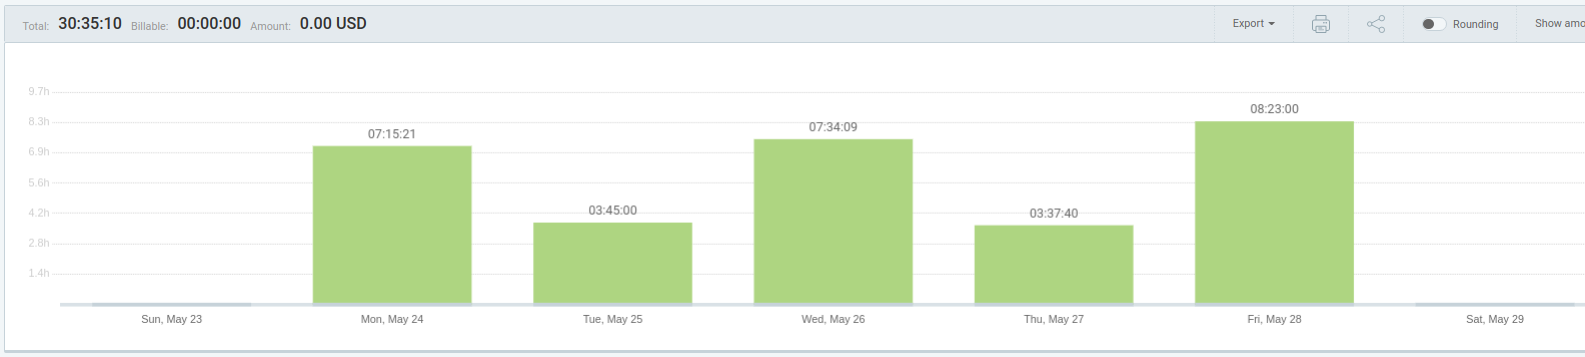 Total: 30:35:10 Billable: 00:00:00 Amount: 0.00 USD Export Rounding Show amo
9.7h
8.3h
6.9h
5.6h
4.2h
2.8h
1.4h
07:15:21
03:45:00
07:34:09
03:37:40
08:23:00
Sun, May 23 Mon, May 24 Tue, May 25 Wed, May 26 Thu, May 27 Fri, May 28 Sat, May 29